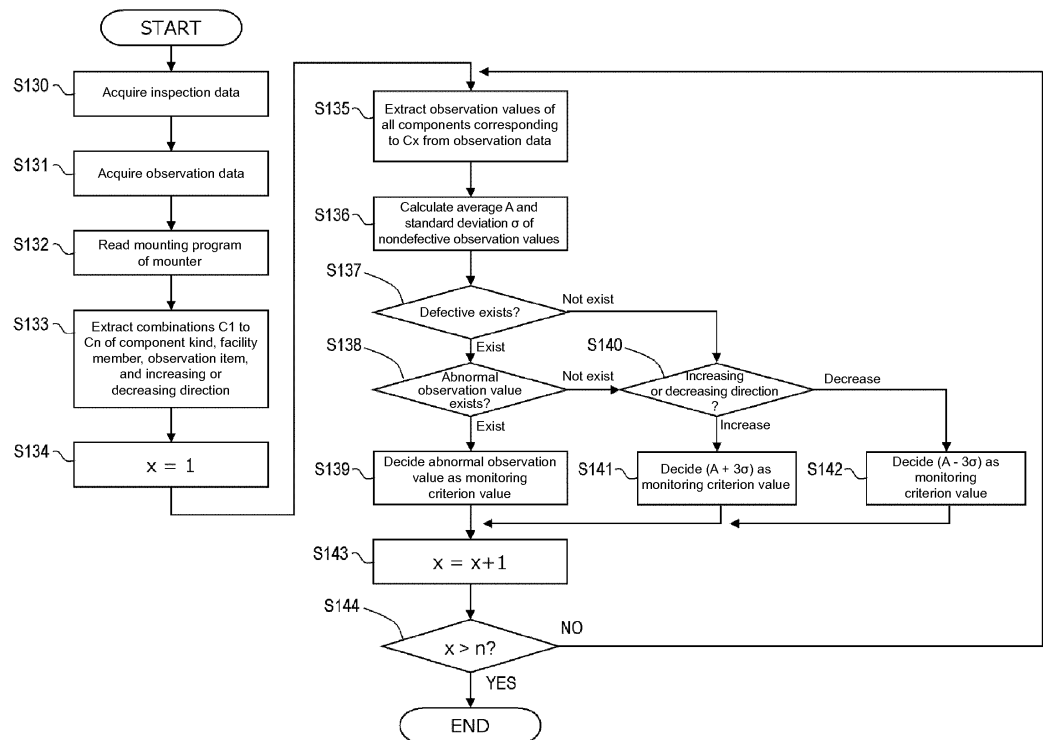 START
S130
Acquire inspection data
S131
Acquire observation data
S132
Read mounting program
of mounter
S133
Extract combinations C1 to
Cn of component kind, facility
member, observation item,
and increasing or
decreasing direction
S134
x = 1
S135
Extract observation values of
all components corresponding
to Cx from observation data
S136
Calculate average A and
standard deviation σ of
nondefective observation values
S137
Defective exists?
Not exist
Exist
S138
Abnormal
observation value
exists?
Not exist
Exist
S140
Increasing
or decreasing direction
?
Decrease
Increase
S139
Decide abnormal observation
value as monitoring
criterion value
S141
Decide (A + 3σ) as
monitoring criterion value
S142
Decide (A - 3σ) as
monitoring
criterion value
S143
x = x+1
S144
x > n?
NO
YES
END